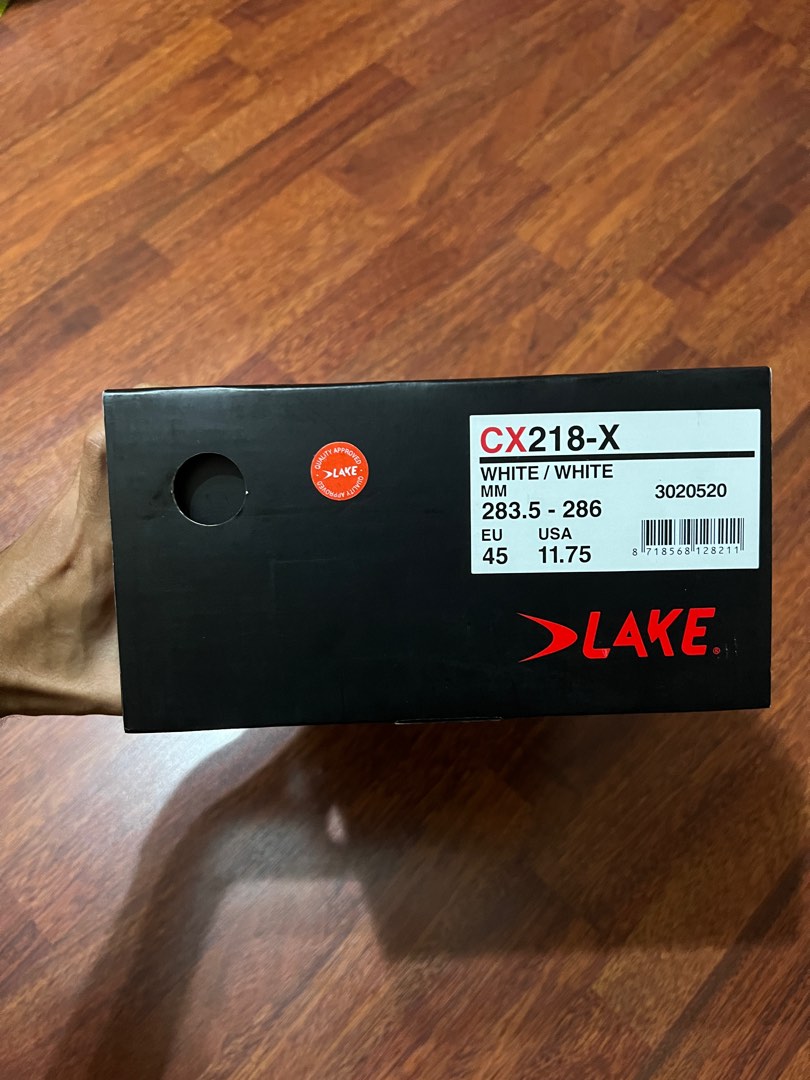 CX218-X
WHITE / WHITE
MM
283.5 - 286
3020520
EU USA
45 11.75
8 718568 128211
QUALITY APPROVED
LAKE
QUALITY APPROVED
LAKE®